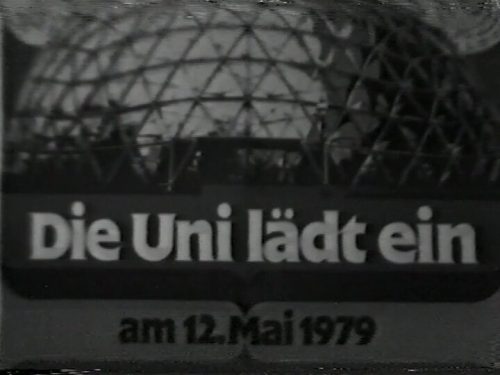 Die Uni lädt ein
am 12. Mai 1979